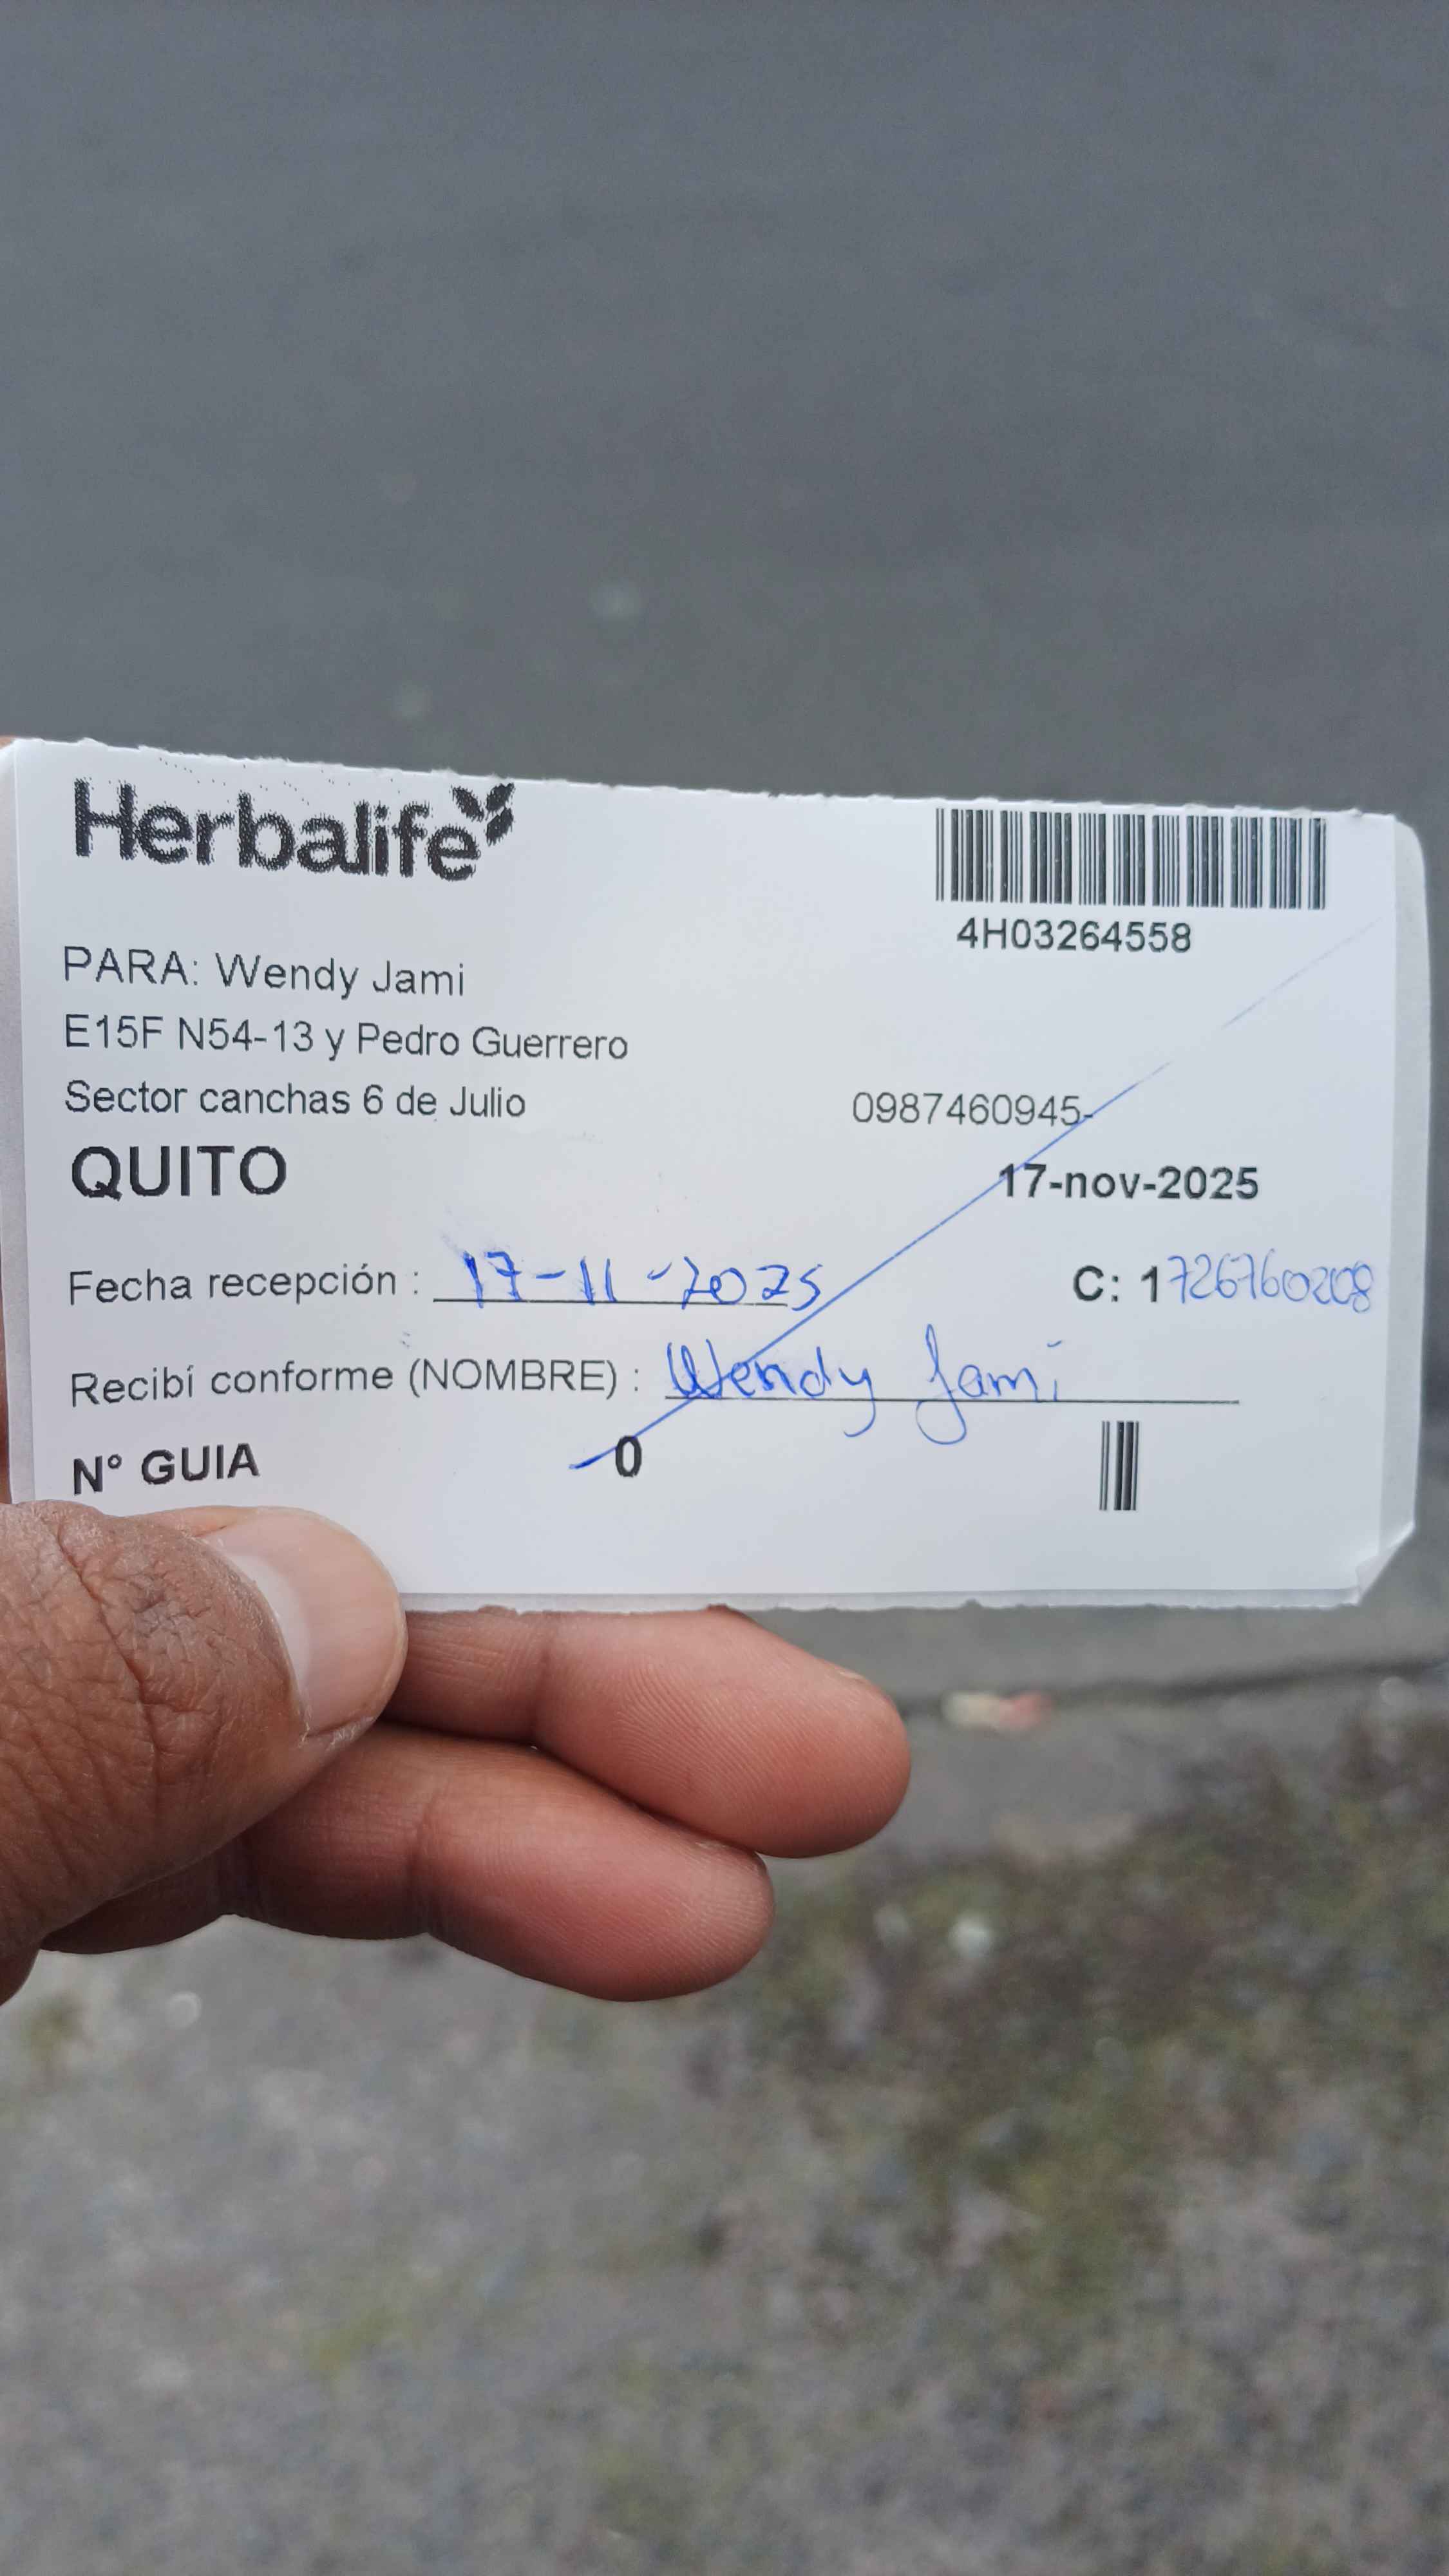 Herbalife
4H03264558
PARA: Wendy Jami
E15F N54-13 y Pedro Guerrero
Sector canchas 6 de Julio
0987460945-
QUITO
17-nov-2025
Fecha recepción : 17-11-2025
C: 1726760208
Recibí conforme (NOMBRE) : Wendy Jami
N° GUIA 0